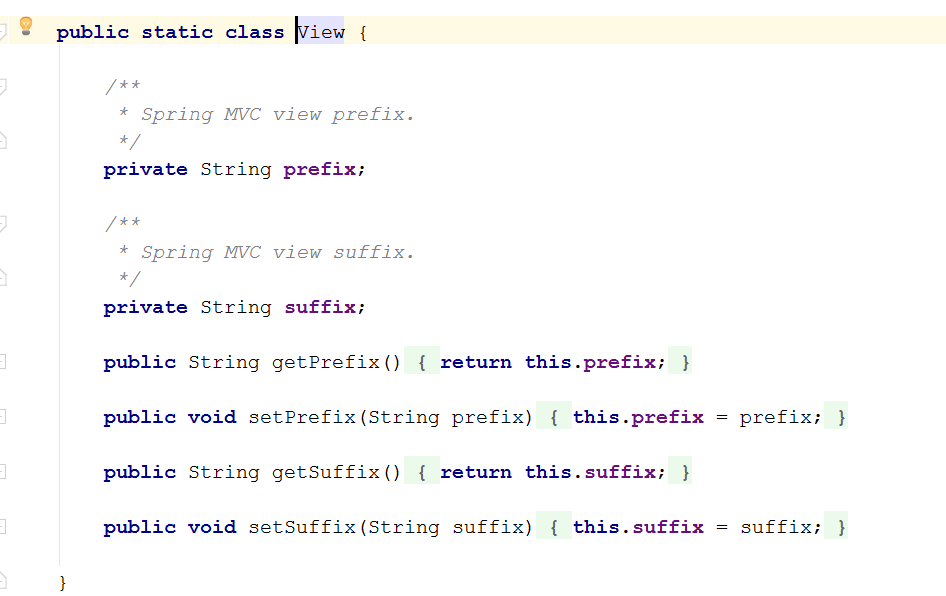 public static class View {
/**
* Spring MVC view prefix.
*/
private String prefix;
/**
* Spring MVC view suffix.
*/
private String suffix;
public String getPrefix() { return this.prefix; }
public void setPrefix(String prefix) { this.prefix = prefix; }
public String getSuffix() { return this.suffix; }
public void setSuffix(String suffix) { this.suffix = suffix; }
}